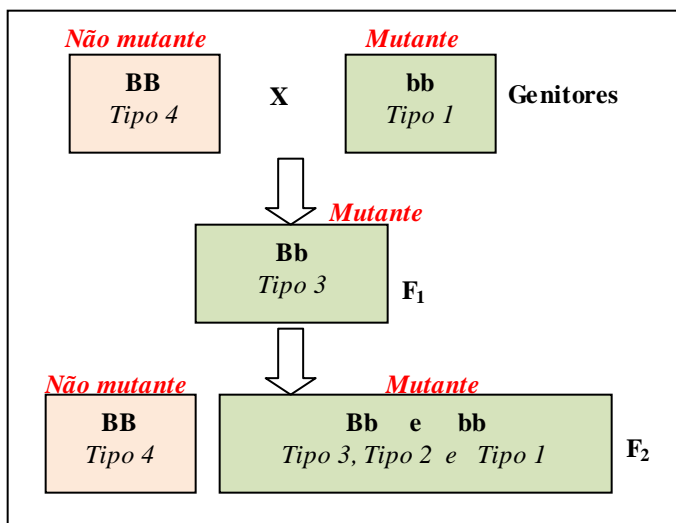 Não mutante Mutante
BB X bb Genitores
Tipo 4 Tipo 1
Mutante
Bb
Tipo 3 F1
Não mutante Mutante
BB Bb e bb
Tipo 4 Tipo 3, Tipo 2 e Tipo 1 F2